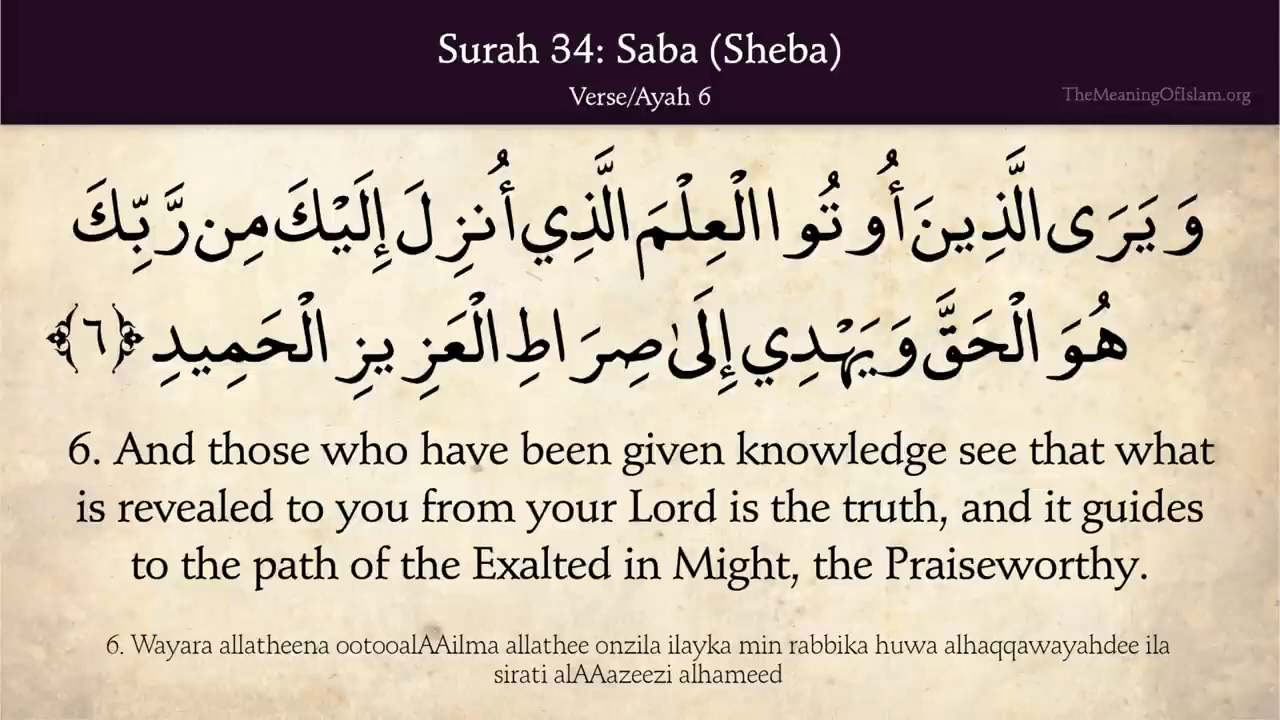 Surah 34: Saba (Sheba)
Verse/Ayah 6
TheMeaningOfIslam.org
وَيَرَى الَّذِينَ أُوتُوا الْعِلْمَ الَّذِي أُنزِلَ إِلَيْكَ مِن رَّبِّكَ
هُوَ الْحَقَّ وَيَهْدِي إِلَىٰ صِرَاطِ الْعَزِيزِ الْحَمِيدِ ﴿٦﴾
6. And those who have been given knowledge see that what
is revealed to you from your Lord is the truth, and it guides
to the path of the Exalted in Might, the Praiseworthy.
6. Wayara allatheena ootooalAAilma allathee onzila ilayka min rabbika huwa alhaqqawayahdee ila
sirati alAAazeezi alhameed